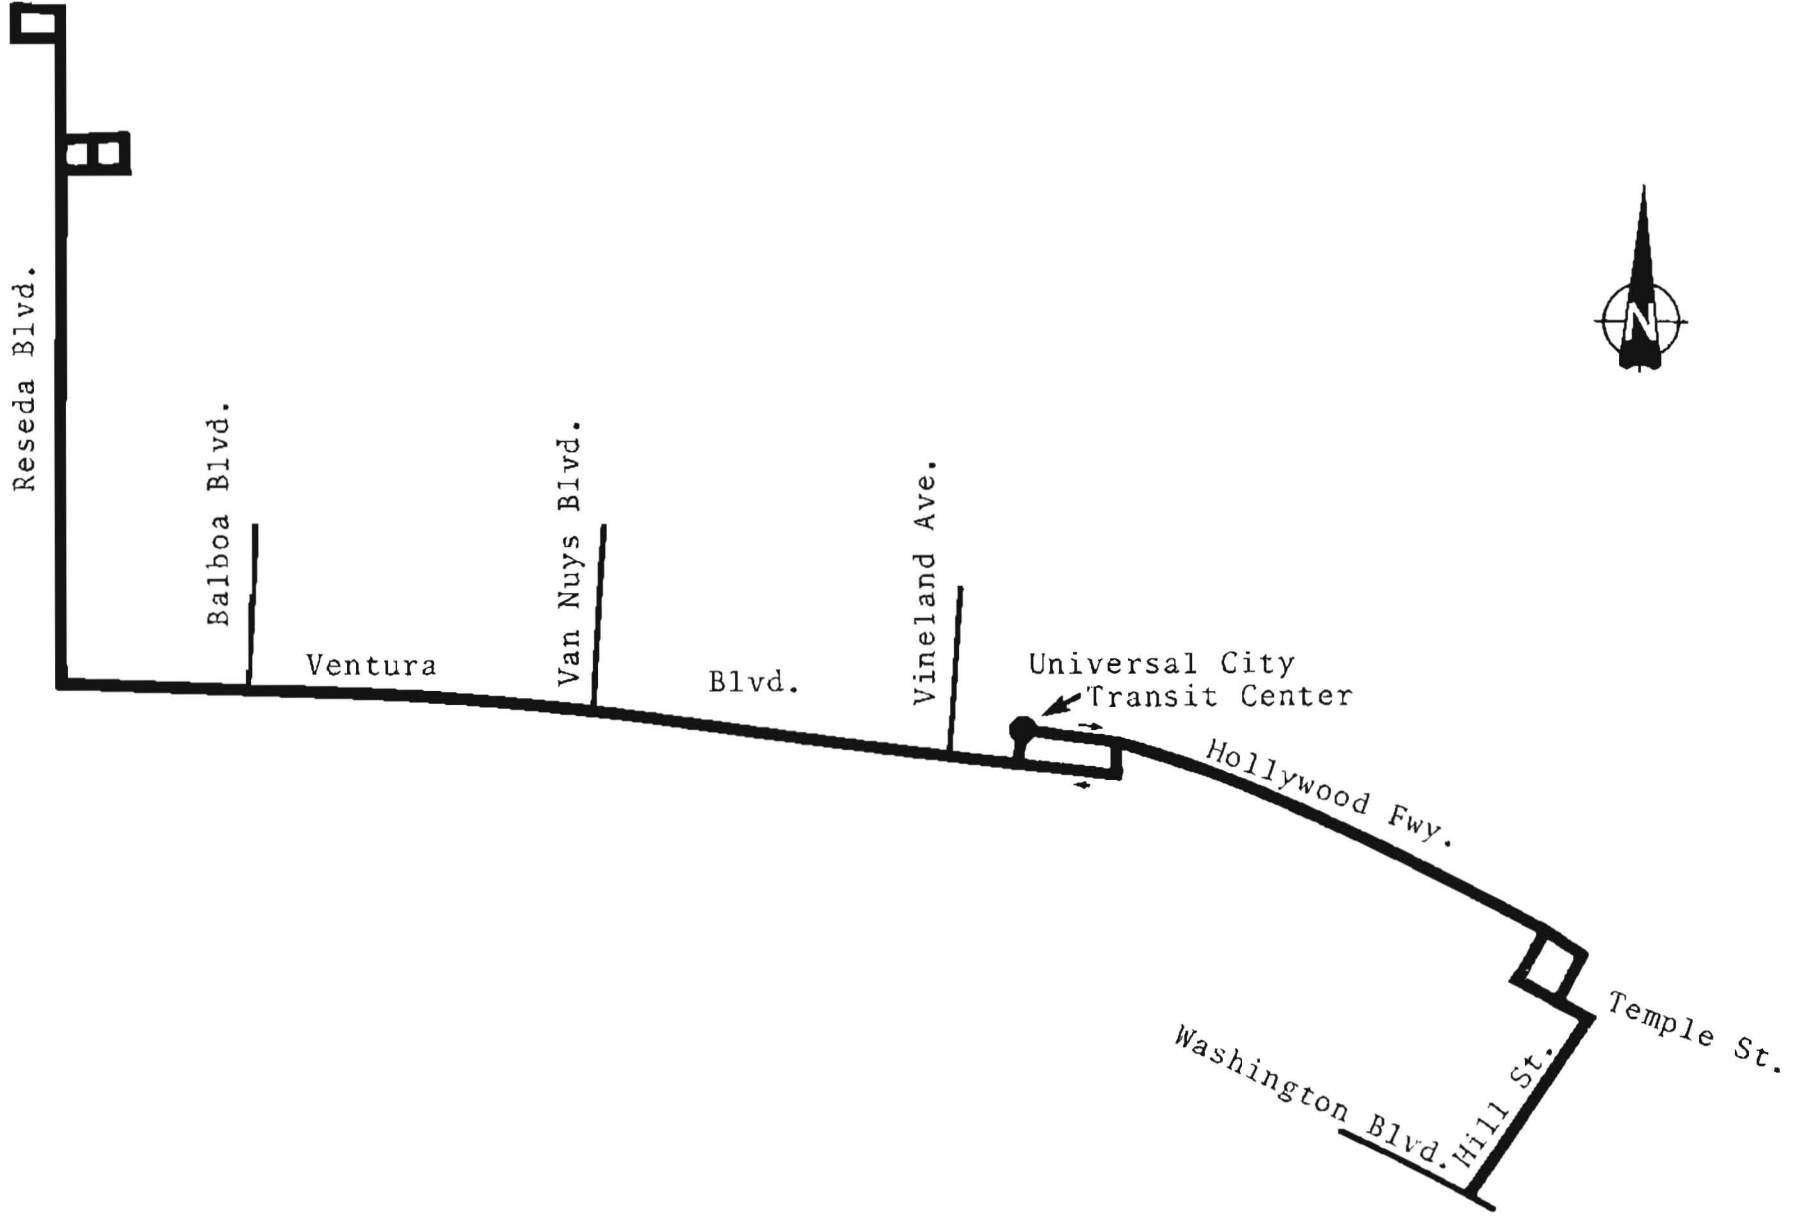 Reseda Blvd.
Balboa Blvd.
Ventura
Van Nuys Blvd.
Blvd.
Vineland Ave.
Universal City
Transit Center
N
Hollywood Fwy.
Temple St.
Hill St.
Washington Blvd.